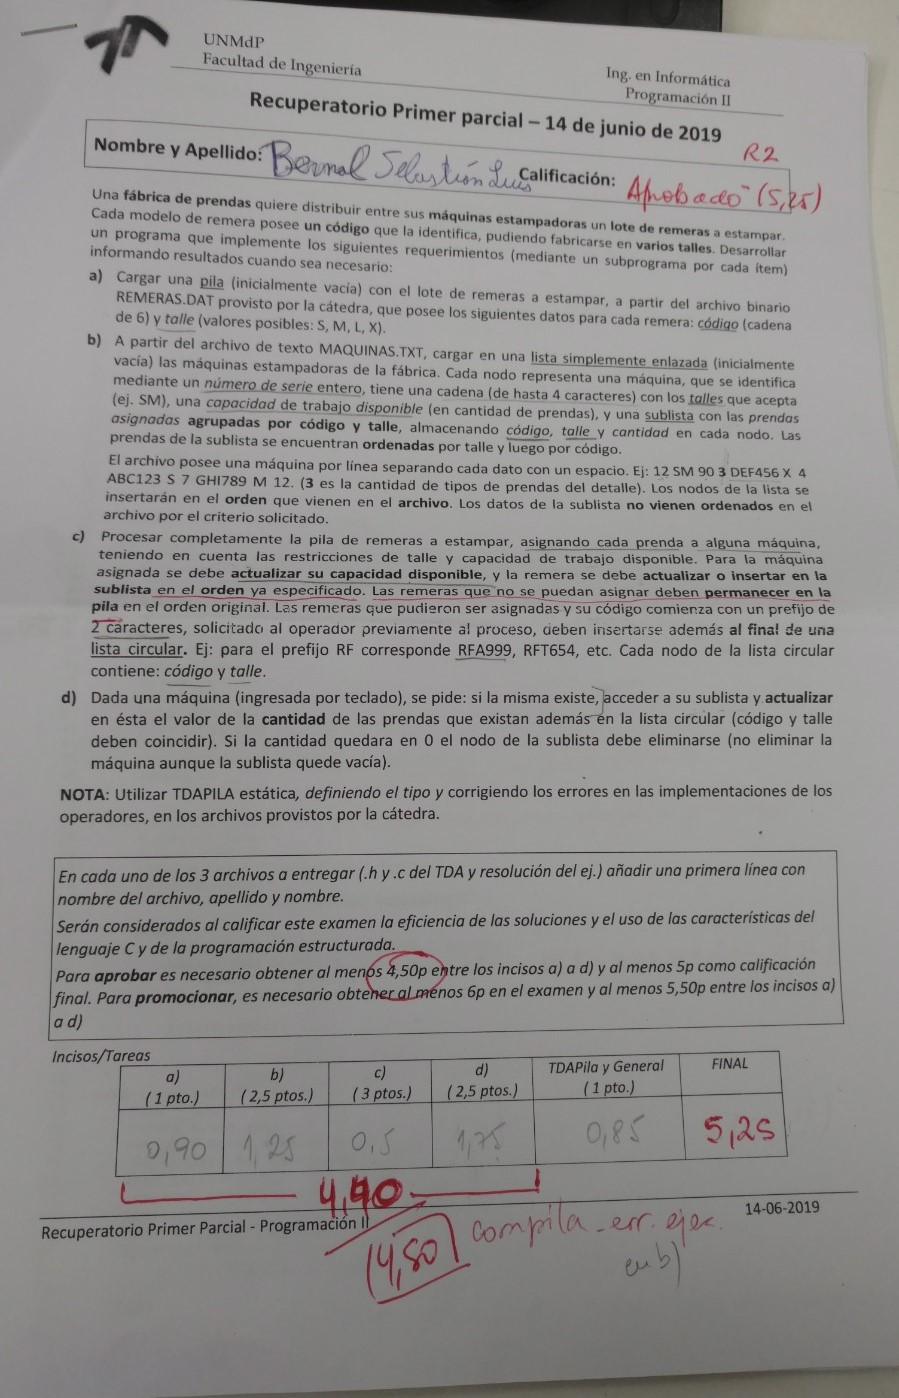 UNMdP
Facultad de Ingeniería
Ing. en Informática
Programación II
Recuperatorio Primer parcial – 14 de junio de 2019
R2
Nombre y Apellido: Bernal Sebastián Luis Calificación: Aprobado - (5,25)
Una fábrica de prendas quiere distribuir entre sus máquinas estampadoras un lote de remeras a estampar.
Cada modelo de remera posee un código que la identifica, pudiendo fabricarse en varios talles. Desarrollar
un programa que implemente los siguientes requerimientos (mediante un subprograma por cada ítem)
informando resultados cuando sea necesario:
a) Cargar una pila (inicialmente vacía) con el lote de remeras a estampar, a partir del archivo binario
REMERAS.DAT provisto por la cátedra, que posee los siguientes datos para cada remera: código (cadena
de 6) y talle (valores posibles: S, M, L, X).
b) A partir del archivo de texto MAQUINAS.TXT, cargar en una lista simplemente enlazada (inicialmente
vacía) las máquinas estampadoras de la fábrica. Cada nodo representa una máquina, que se identifica
mediante un número de serie entero, tiene una cadena (de hasta 4 caracteres) con los talles que acepta
(ej. SM), una capacidad de trabajo disponible (en cantidad de prendas), y una sublista con las prendas
asignadas agrupadas por código y talle, almacenando código, talle y cantidad en cada nodo. Las
prendas de la sublista se encuentran ordenadas por talle y luego por código.
El archivo posee una máquina por línea separando cada dato con un espacio. Ej: 12 SM 90 3 DEF456 X 4
ABC123 S 7 GHI789 M 12. (3 es la cantidad de tipos de prendas del detalle). Los nodos de la lista se
insertarán en el orden que vienen en el archivo. Los datos de la sublista no vienen ordenados en el
archivo por el criterio solicitado.
c) Procesar completamente la pila de remeras a estampar, asignando cada prenda a alguna máquina,
teniendo en cuenta las restricciones de talle y capacidad de trabajo disponible. Para la máquina
asignada se debe actualizar su capacidad disponible, y la remera se debe actualizar o insertar en la
sublista en el orden ya especificado. Las remeras que no se puedan asignar deben permanecer en la
pila en el orden original. Las remeras que pudieron ser asignadas y su código comienza con un prefijo de
2 caracteres, solicitado al operador previamente al proceso, deben insertarse además al final de una
lista circular. Ej: para el prefijo RF corresponde RFA999, RFT654, etc. Cada nodo de la lista circular
contiene: código y talle.
d) Dada una máquina (ingresada por teclado), se pide: si la misma existe, acceder a su sublista y actualizar
en ésta el valor de la cantidad de las prendas que existan además en la lista circular (código y talle
deben coincidir). Si la cantidad quedara en 0 el nodo de la sublista debe eliminarse (no eliminar la
máquina aunque la sublista quede vacía).
NOTA: Utilizar TDAPILA estática, definiendo el tipo y corrigiendo los errores en las implementaciones de los
operadores, en los archivos provistos por la cátedra.
En cada uno de los 3 archivos a entregar (.h y .c del TDA y resolución del ej.) añadir una primera línea con
nombre del archivo, apellido y nombre.
Serán considerados al calificar este examen la eficiencia de las soluciones y el uso de las características del
lenguaje C y de la programación estructurada.
Para aprobar es necesario obtener al menos 4,50p entre los incisos a) a d) y al menos 5p como calificación
final. Para promocionar, es necesario obtener al menos 6p en el examen y al menos 5,50p entre los incisos a)
a d)
Incisos/Tareas
a) b) c) d) TDAPila y General FINAL
(1 pto.) (2,5 ptos.) (3 ptos.) (2,5 ptos.) (1 pto.)
0,90 1,25 0,5 1,75 0,85 5,25
4,40
14-06-2019
Recuperatorio Primer Parcial - Programación II
4,50 compila - err. ejec.
en b)